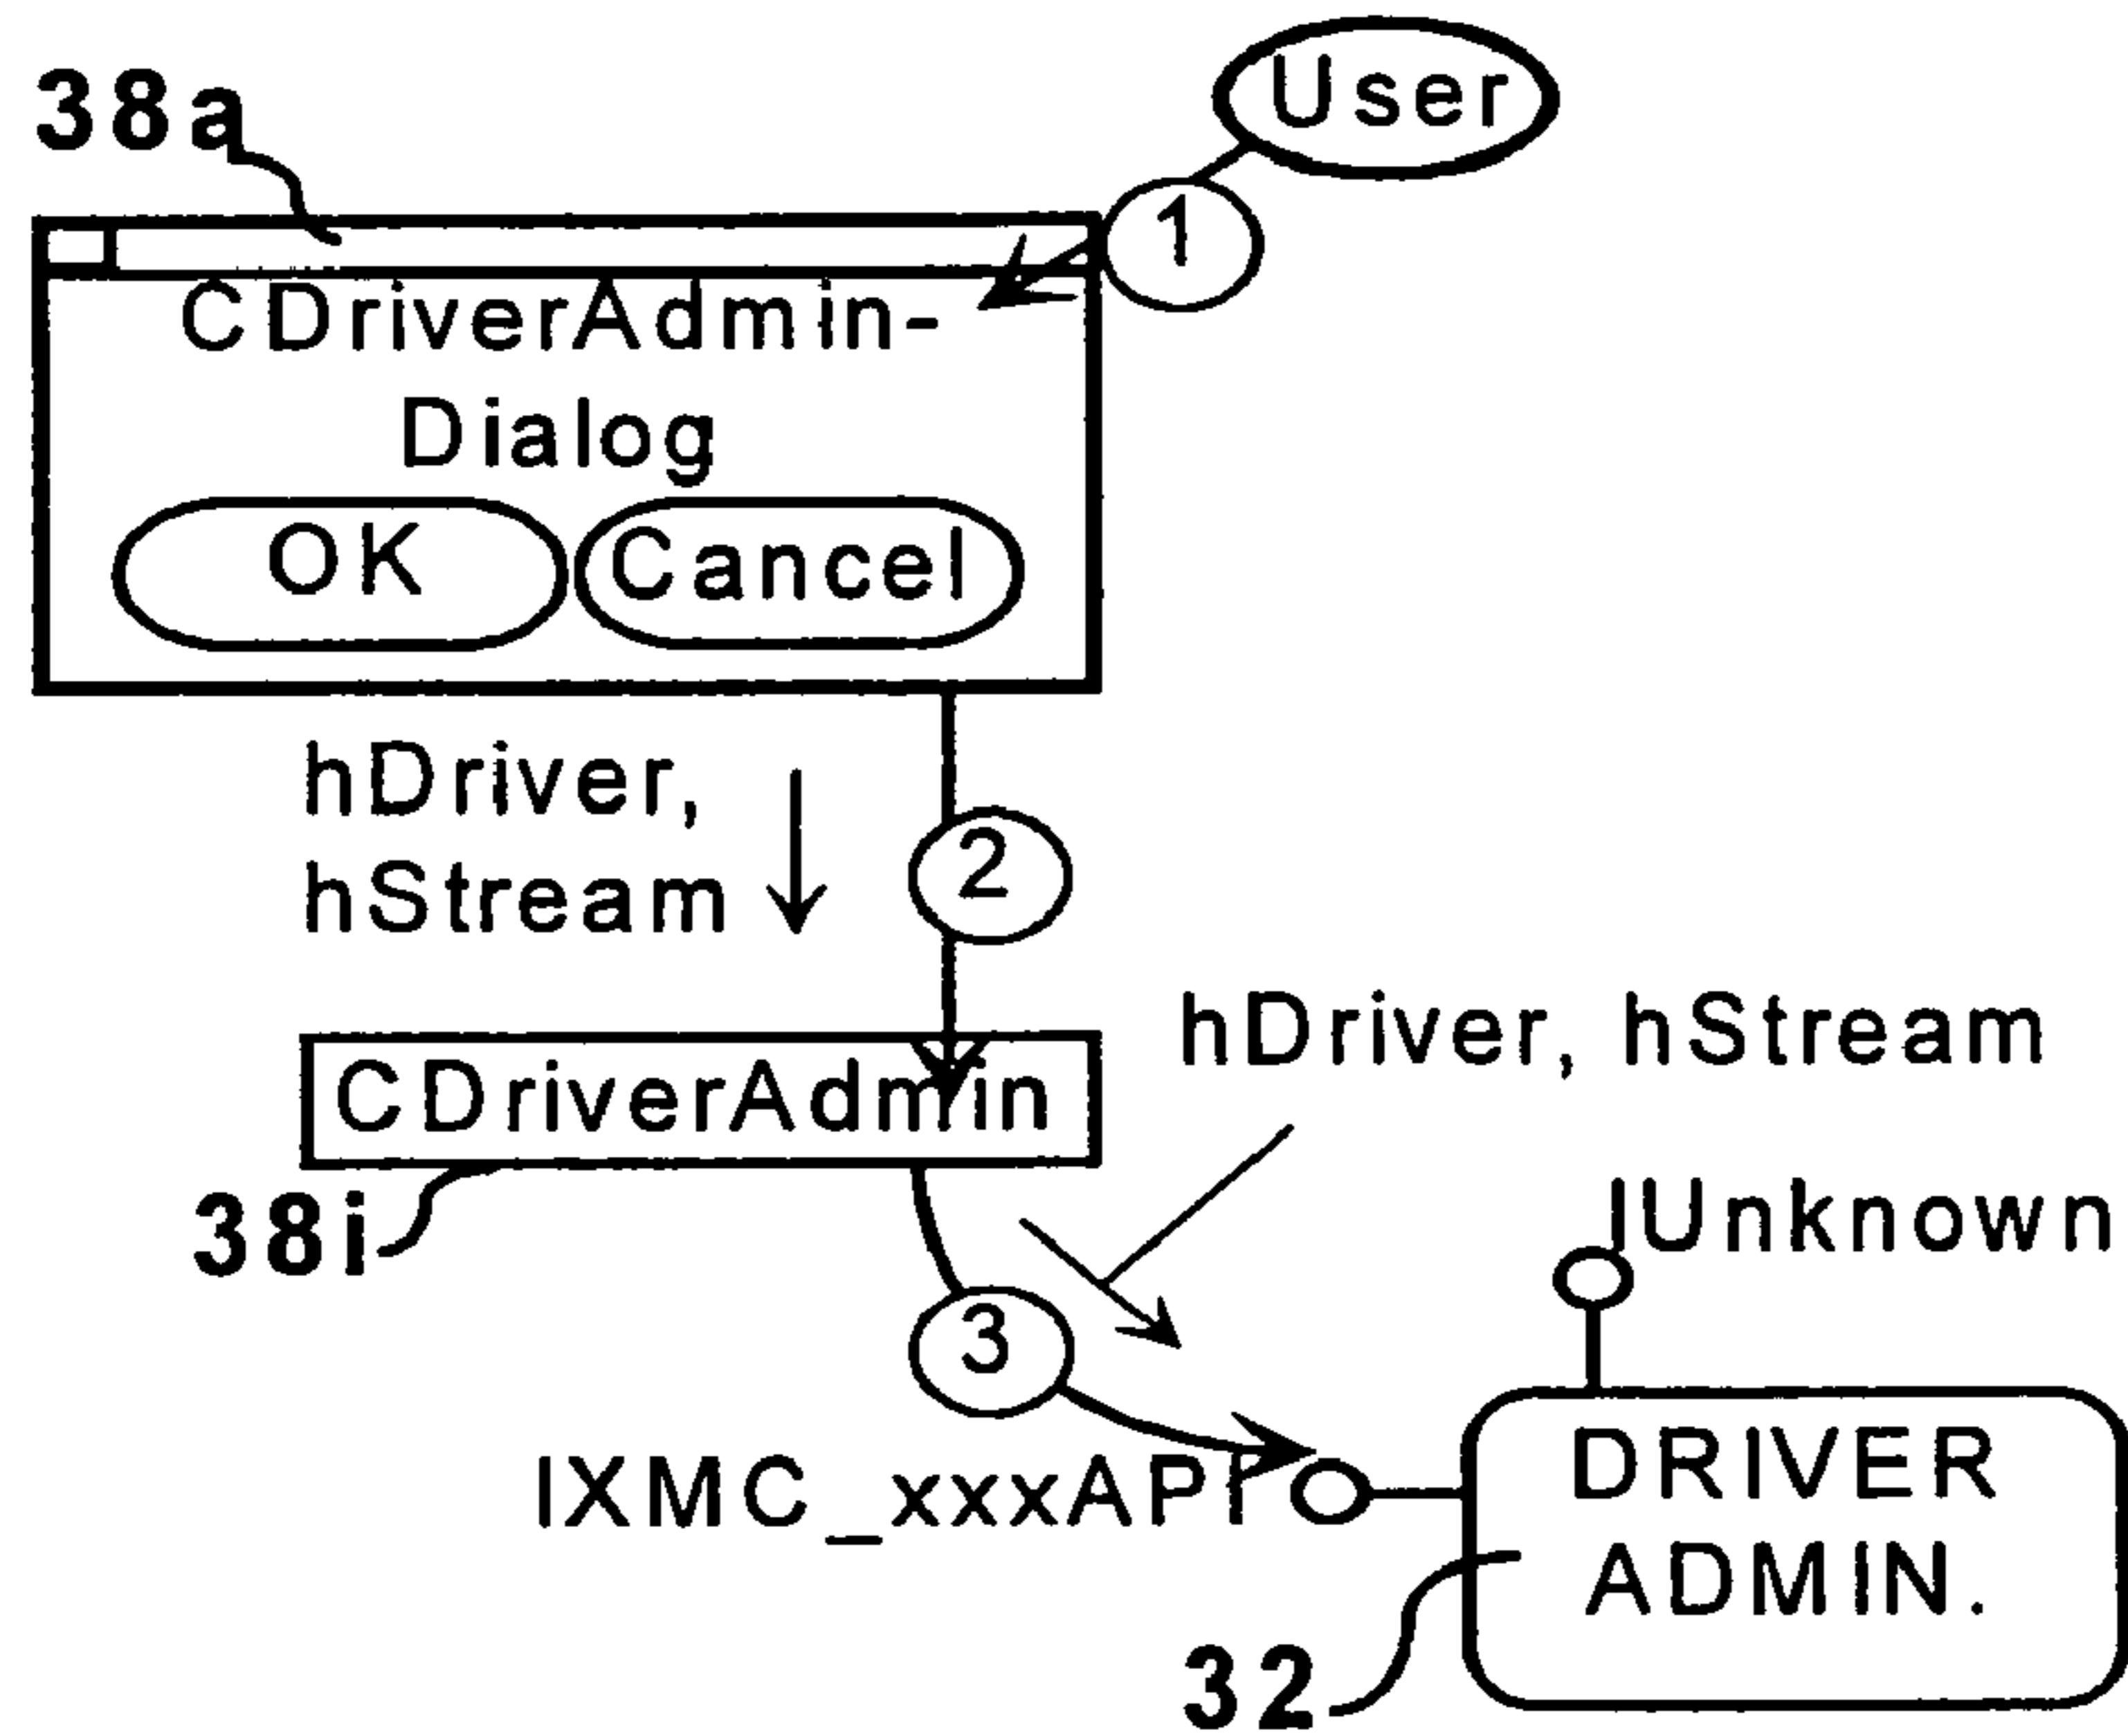 User
38a
1
CDriverAdmin-
Dialog
OK
Cancel
hDriver,
hStream
2
hDriver, hStream
CDriverAdmin
38i
IUnknown
3
IXMC_xxxAPI
DRIVER
ADMIN.
32